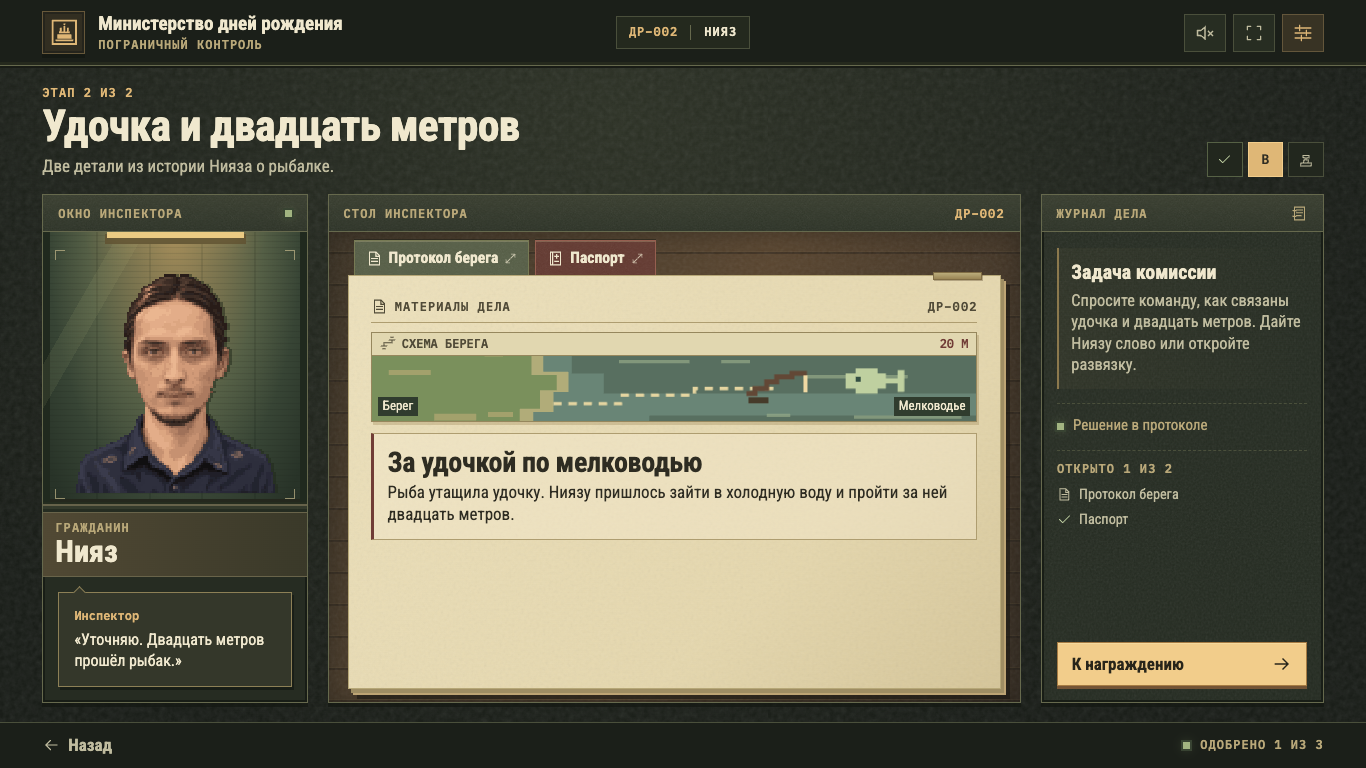 Министерство дней рождения
ПОГРАНИЧНЫЙ КОНТРОЛЬ
ДР-002 | НИЯЗ
ЭТАП 2 ИЗ 2
Удочка и двадцать метров
Две детали из истории Нияза о рыбалке.
В
ОКНО ИНСПЕКТОРА
ГРАЖДАНИН
Нияз
Инспектор
«Уточняю. Двадцать метров
прошёл рыбак.»
СТОЛ ИНСПЕКТОРА
ДР-002
Протокол берега
Паспорт
МАТЕРИАЛЫ ДЕЛА
ДР-002
СХЕМА БЕРЕГА
20 М
Берег
Мелководье
За удочкой по мелководью
Рыба утащила удочку. Ниязу пришлось зайти в холодную воду и пройти за ней
двадцать метров.
ЖУРНАЛ ДЕЛА
Задача комиссии
Спросите команду, как связаны
удочка и двадцать метров. Дайте
Ниязу слово или откройте
развязку.
Решение в протоколе
ОТКРЫТО 1 ИЗ 2
Протокол берега
Паспорт
К награждению
Назад
ОДОБРЕНО 1 ИЗ 3